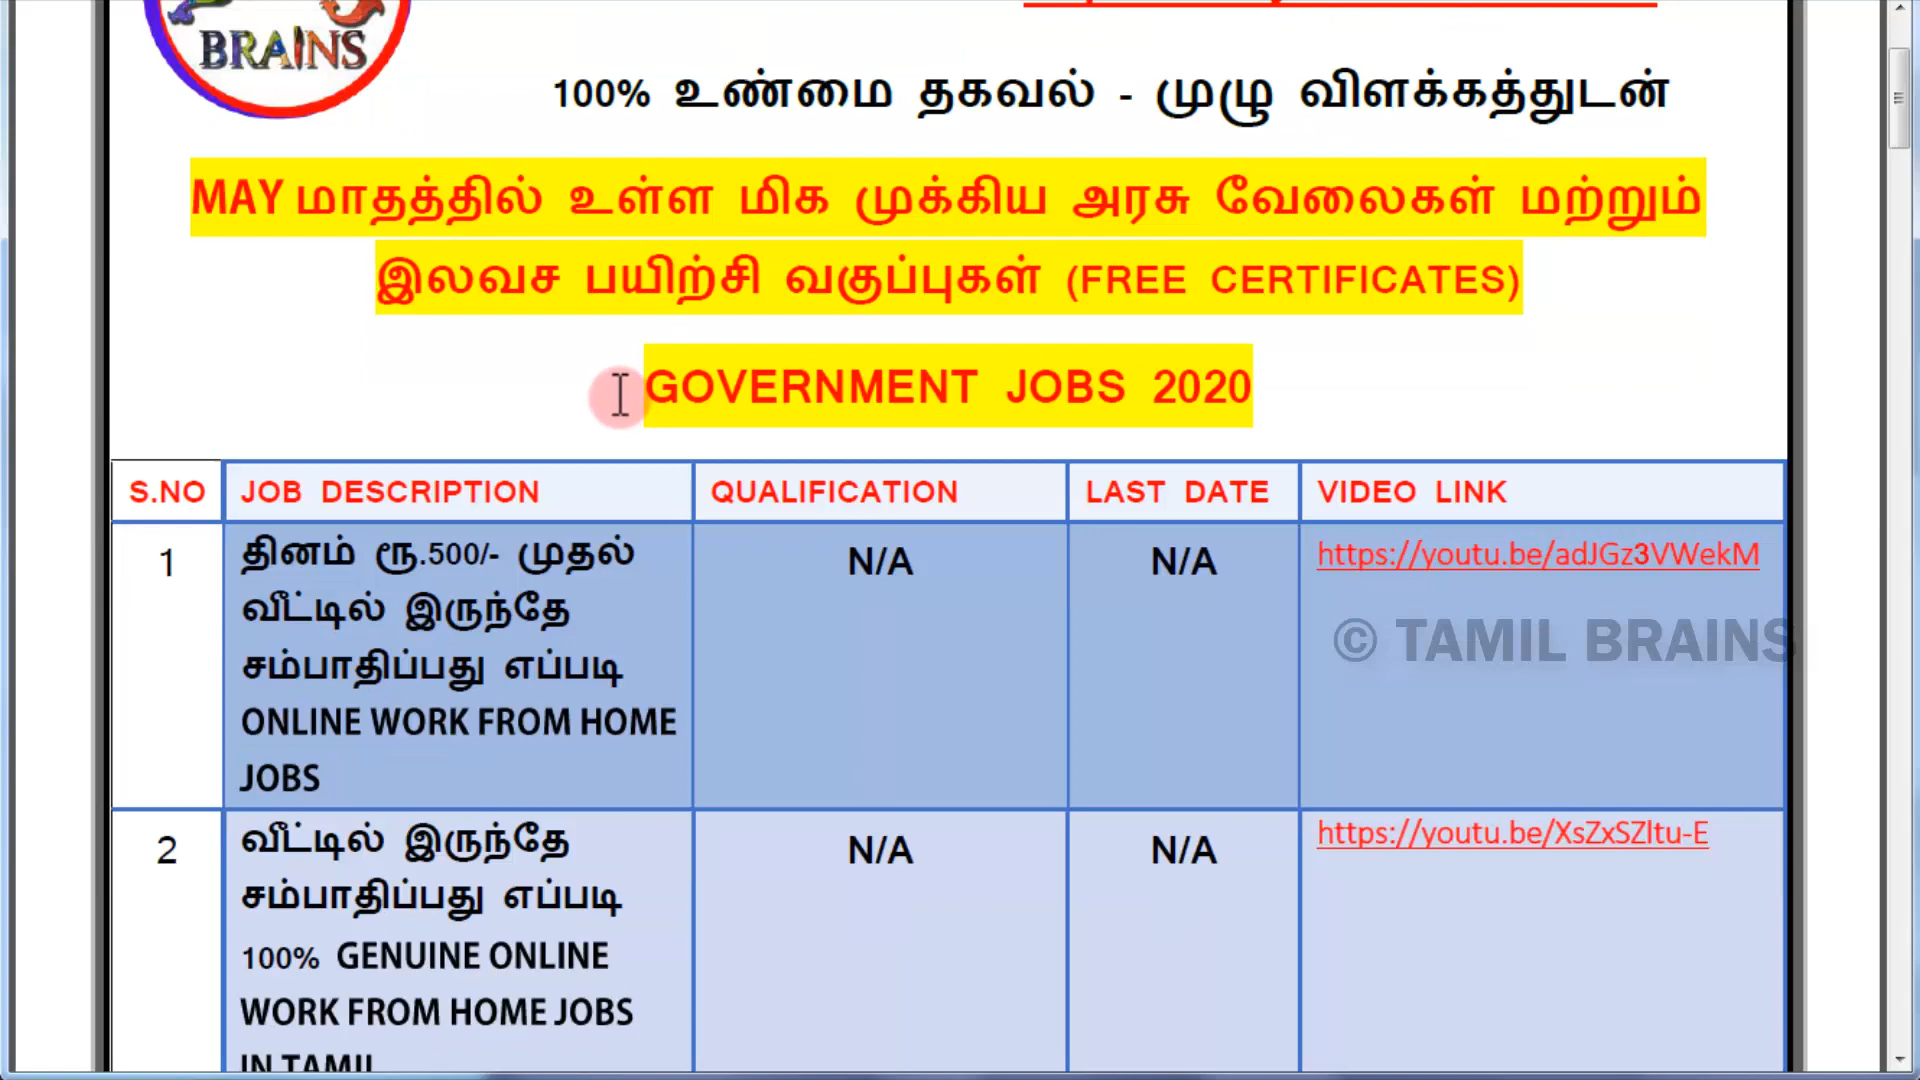 BRAINS
100% உண்மை தகவல் - முழு விளக்கத்துடன்
MAY மாதத்தில் உள்ள மிக முக்கிய அரசு வேலைகள் மற்றும்
இலவச பயிற்சி வகுப்புகள் (FREE CERTIFICATES)
GOVERNMENT JOBS 2020
S.NO JOB DESCRIPTION QUALIFICATION LAST DATE VIDEO LINK
1 தினம் ரூ.500/- முதல் N/A N/A https://youtu.be/adJGz3VWekM
வீட்டில் இருந்தே
சம்பாதிப்பது எப்படி
ONLINE WORK FROM HOME
JOBS
© TAMIL BRAINS
2 வீட்டில் இருந்தே N/A N/A https://youtu.be/XsZxSZltu-E
சம்பாதிப்பது எப்படி
100% GENUINE ONLINE
WORK FROM HOME JOBS
IN TAMIL